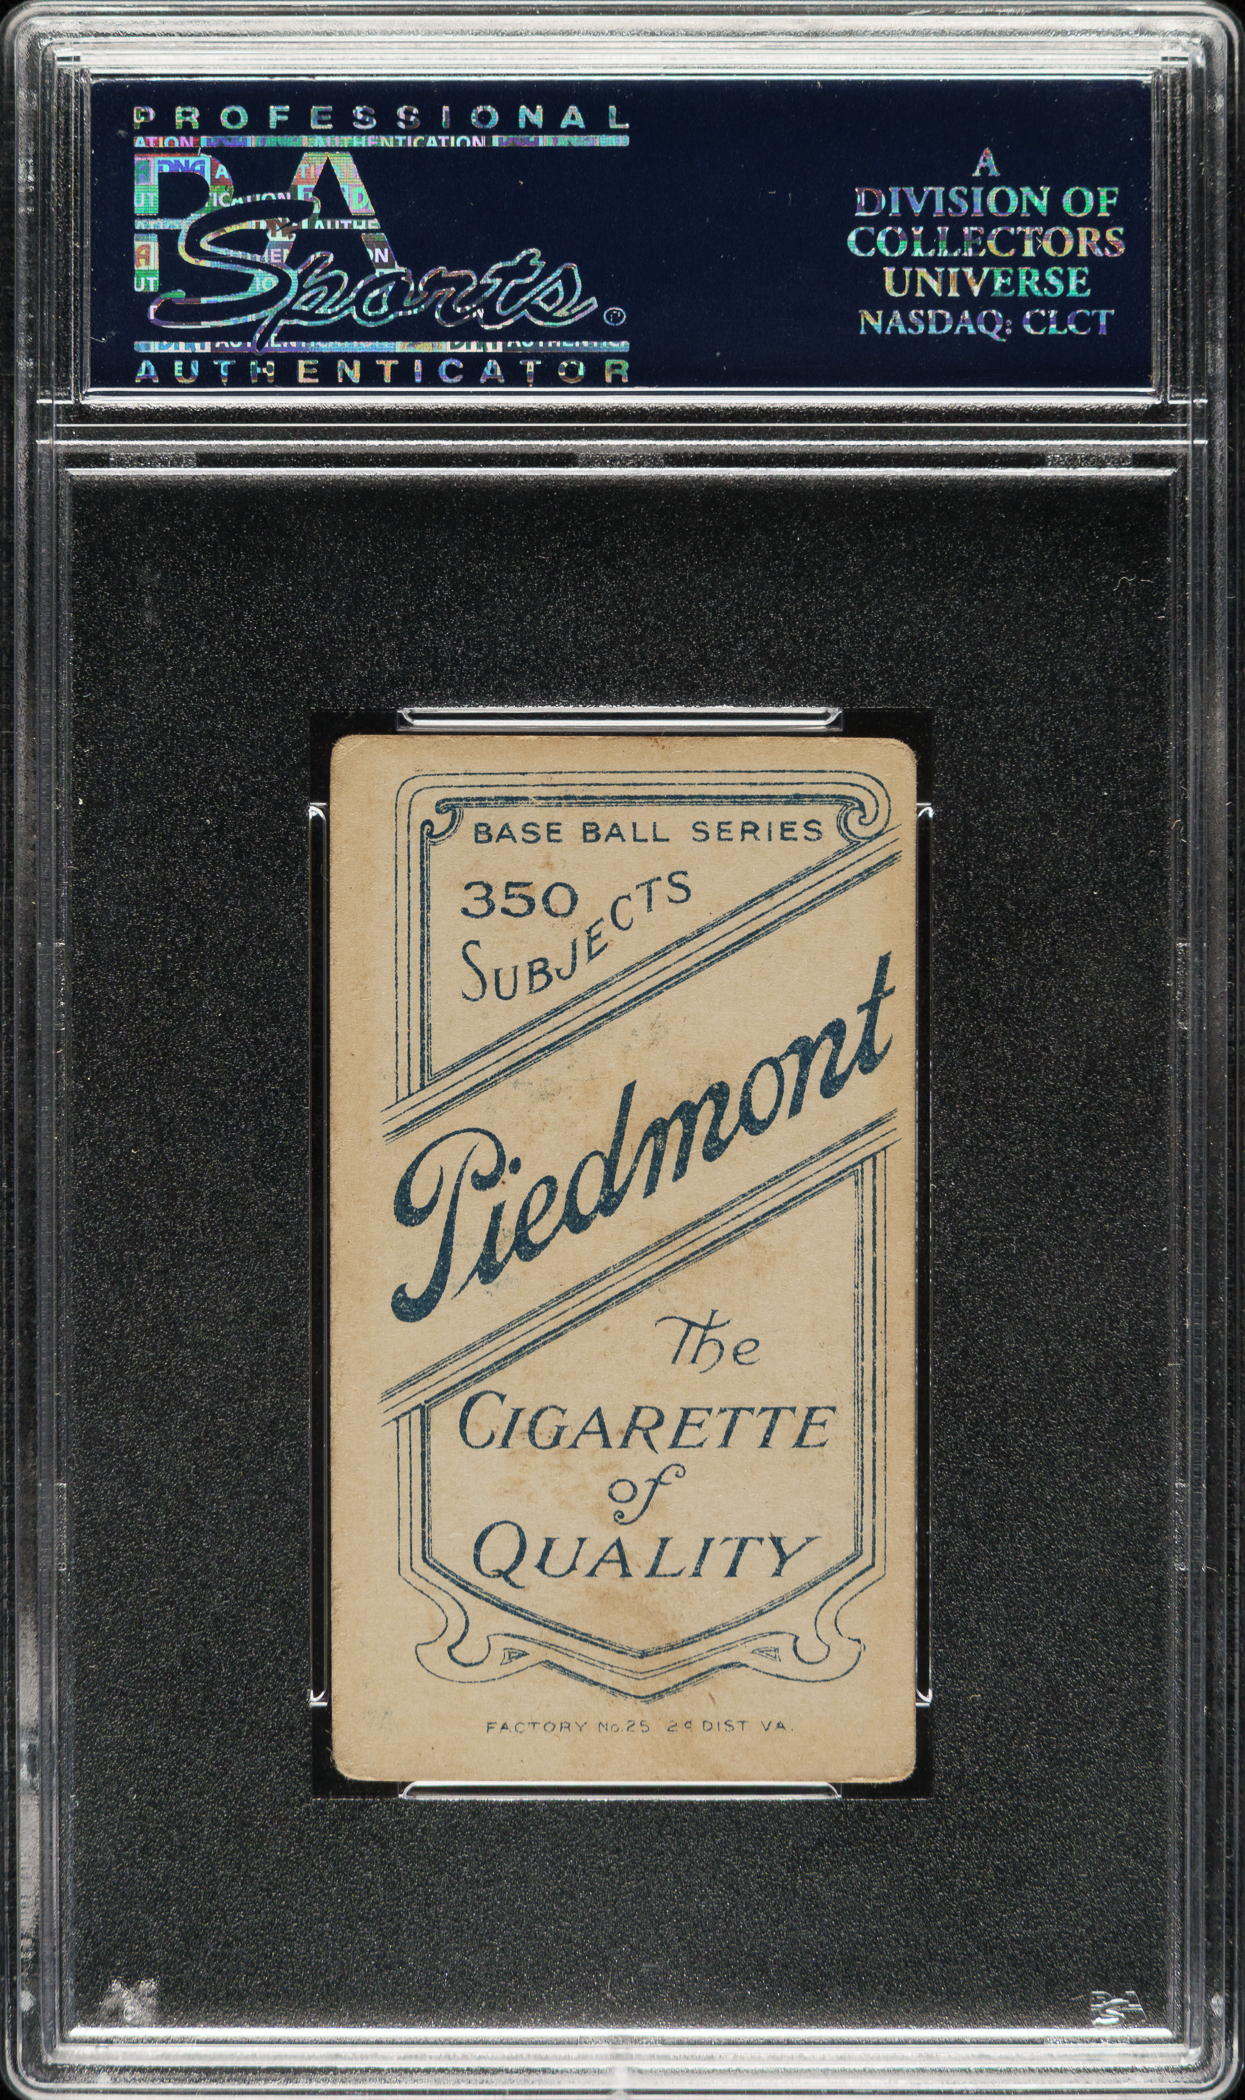 PROFESSIONAL
PSA
Sports
AUTHENTICATOR
A
DIVISION OF
COLLECTORS
UNIVERSE
NASDAQ: CLCT
BASE BALL SERIES
350
SUBJECTS
Piedmont
The
CIGARETTE
of
QUALITY
FACTORY No. 25 2d DIST VA.
PSA